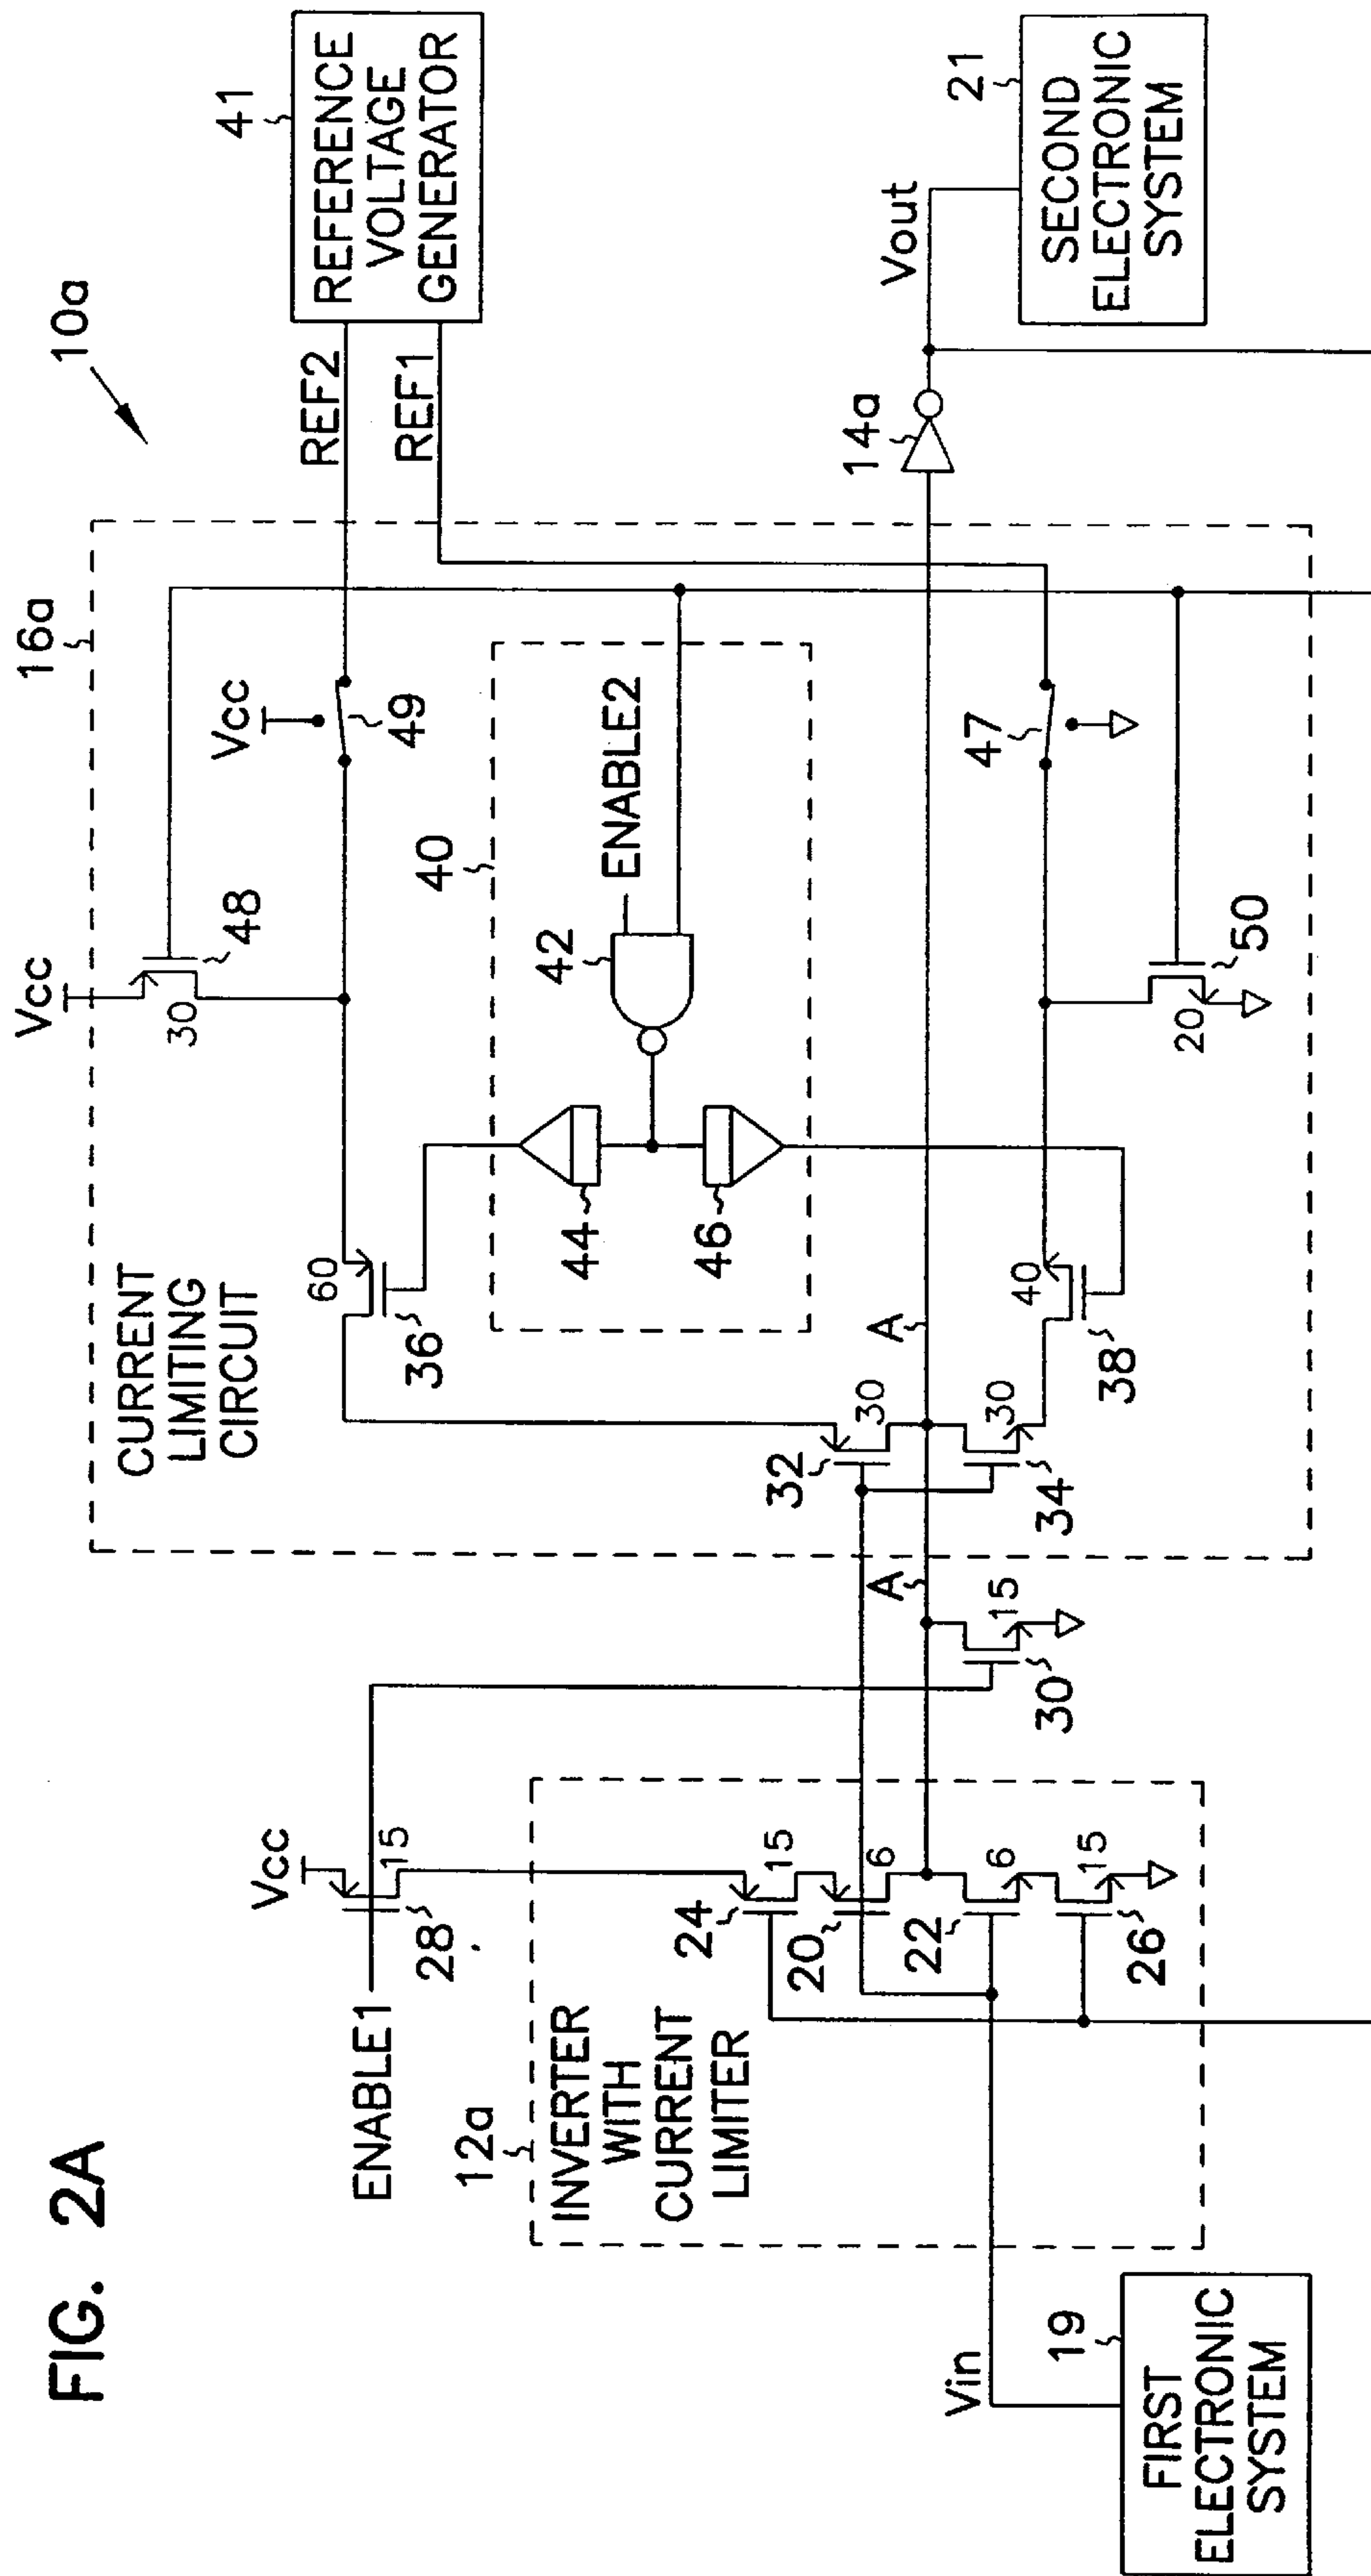 FIG. 2A
10a
16a
CURRENT
LIMITING
CIRCUIT
Vcc
30
48
Vcc
49
REF2
REF1
41
REFERENCE
VOLTAGE
GENERATOR
60
36
40
44
46
42
ENABLE2
ENABLE1
Vcc
15
28
12a
INVERTER
WITH
CURRENT
LIMITER
24
15
20
6
22
6
26
15
A
30
15
32
30
34
30
A
38
40
47
50
20
14a
Vout
21
SECOND
ELECTRONIC
SYSTEM
Vin
19
FIRST
ELECTRONIC
SYSTEM